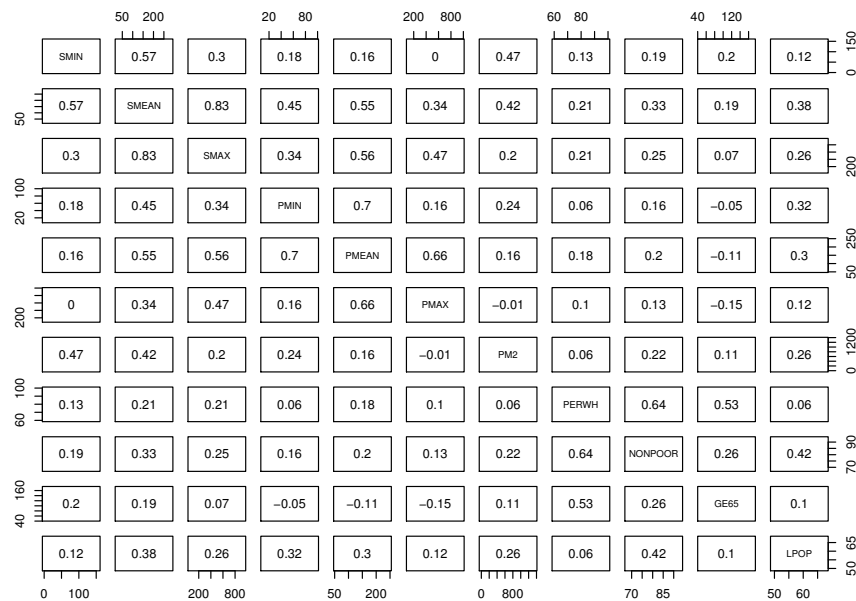 50 200 20 80 200 800 60 80 40 120
SMIN 0.57 0.3 0.18 0.16 0 0.47 0.13 0.19 0.2 0.12 0 150
50 0.57 SMEAN 0.83 0.45 0.55 0.34 0.42 0.21 0.33 0.19 0.38
0.3 0.83 SMAX 0.34 0.56 0.47 0.2 0.21 0.25 0.07 0.26 200
20 100 0.18 0.45 0.34 PMIN 0.7 0.16 0.24 0.06 0.16 −0.05 0.32
0.16 0.55 0.56 0.7 PMEAN 0.66 0.16 0.18 0.2 −0.11 0.3 50 250
200 0 0.34 0.47 0.16 0.66 PMAX −0.01 0.1 0.13 −0.15 0.12
0.47 0.42 0.2 0.24 0.16 −0.01 PM2 0.06 0.22 0.11 0.26 0 1200
60 100 0.13 0.21 0.21 0.06 0.18 0.1 0.06 PERWH 0.64 0.53 0.06
0.19 0.33 0.25 0.16 0.2 0.13 0.22 0.64 NONPOOR 0.26 0.42 70 90
40 160 0.2 0.19 0.07 −0.05 −0.11 −0.15 0.11 0.53 0.26 GE65 0.1
0.12 0.38 0.26 0.32 0.3 0.12 0.26 0.06 0.42 0.1 LPOP 50 65
0 100 200 800 50 200 0 800 70 85 50 60